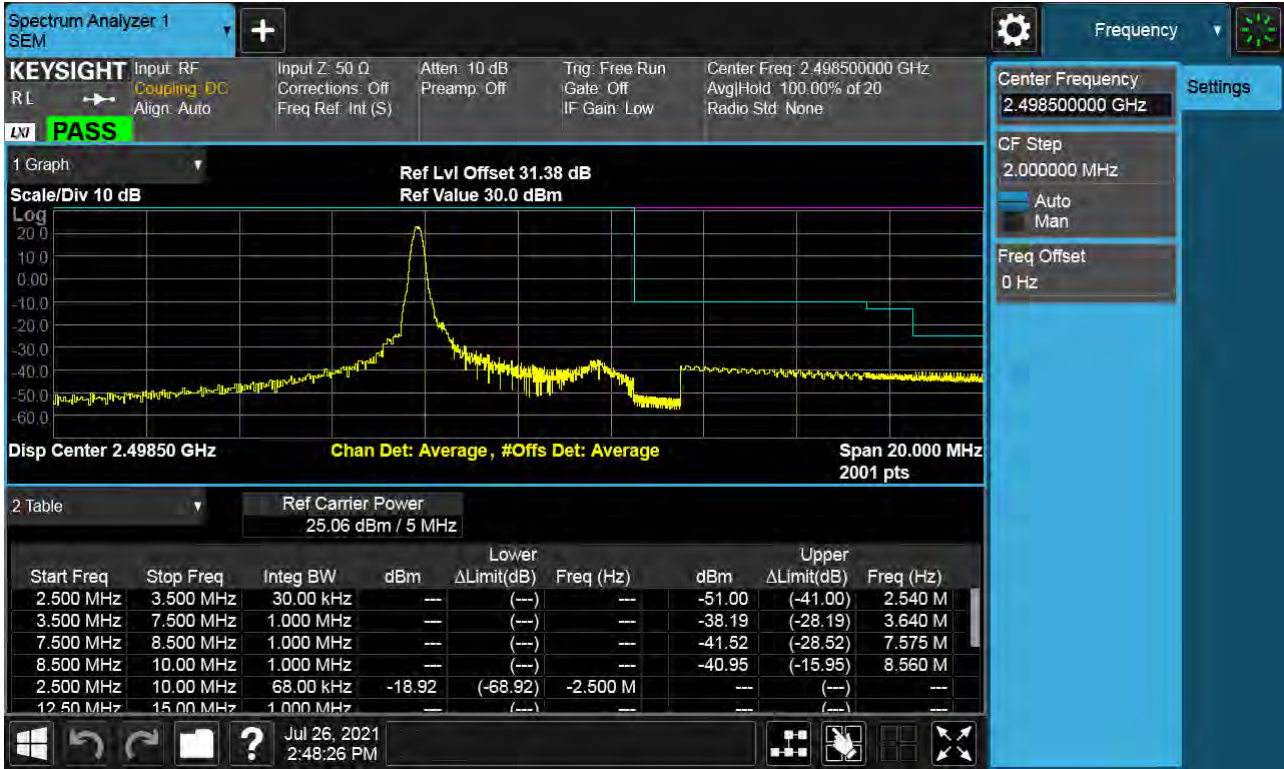 Spectrum Analyzer 1
SEM
+
Frequency
KEYSIGHT
RL
LXI
PASS
Input: RF
Coupling: DC
Align: Auto
Input Z: 50 Ω
Corrections: Off
Freq Ref: Int (S)
Atten: 10 dB
Preamp: Off
Trig: Free Run
Gate: Off
IF Gain: Low
Center Freq: 2.498500000 GHz
Avg|Hold: 100.00% of 20
Radio Std: None
Center Frequency
2.498500000 GHz
Settings
CF Step
2.000000 MHz
Auto
Man
Freq Offset
0 Hz
1 Graph
Scale/Div 10 dB
Ref Lvl Offset 31.38 dB
Ref Value 30.0 dBm
Log
20.0
10.0
0.00
-10.0
-20.0
-30.0
-40.0
-50.0
-60.0
Disp Center 2.49850 GHz
Chan Det: Average, #Offs Det: Average
Span 20.000 MHz
2001 pts
2 Table
Ref Carrier Power
25.06 dBm / 5 MHz
Lower Upper
Start Freq Stop Freq Integ BW dBm ΔLimit(dB) Freq (Hz) dBm ΔLimit(dB) Freq (Hz)
2.500 MHz 3.500 MHz 30.00 kHz --- (---) --- -51.00 (-41.00) 2.540 M
3.500 MHz 7.500 MHz 1.000 MHz --- (---) --- -38.19 (-28.19) 3.640 M
7.500 MHz 8.500 MHz 1.000 MHz --- (---) --- -41.52 (-28.52) 7.575 M
8.500 MHz 10.00 MHz 1.000 MHz --- (---) --- -40.95 (-15.95) 8.560 M
2.500 MHz 10.00 MHz 68.00 kHz -18.92 (-68.92) -2.500 M --- (---) ---
12.50 MHz 15.00 MHz 1.000 MHz --- (---) --- --- (---) ---
?
Jul 26, 2021
2:48:26 PM